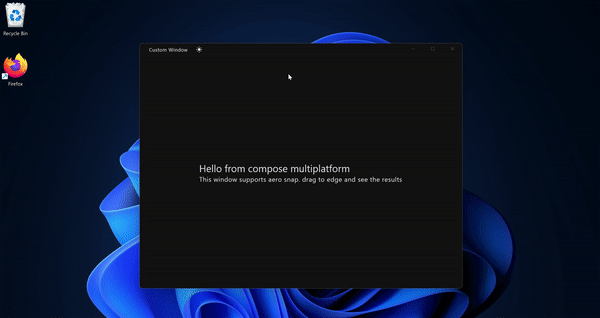 Recycle Bin
Firefox
Custom Window
Hello from compose multiplatform
This window supports aero snap. drag to edge and see the results